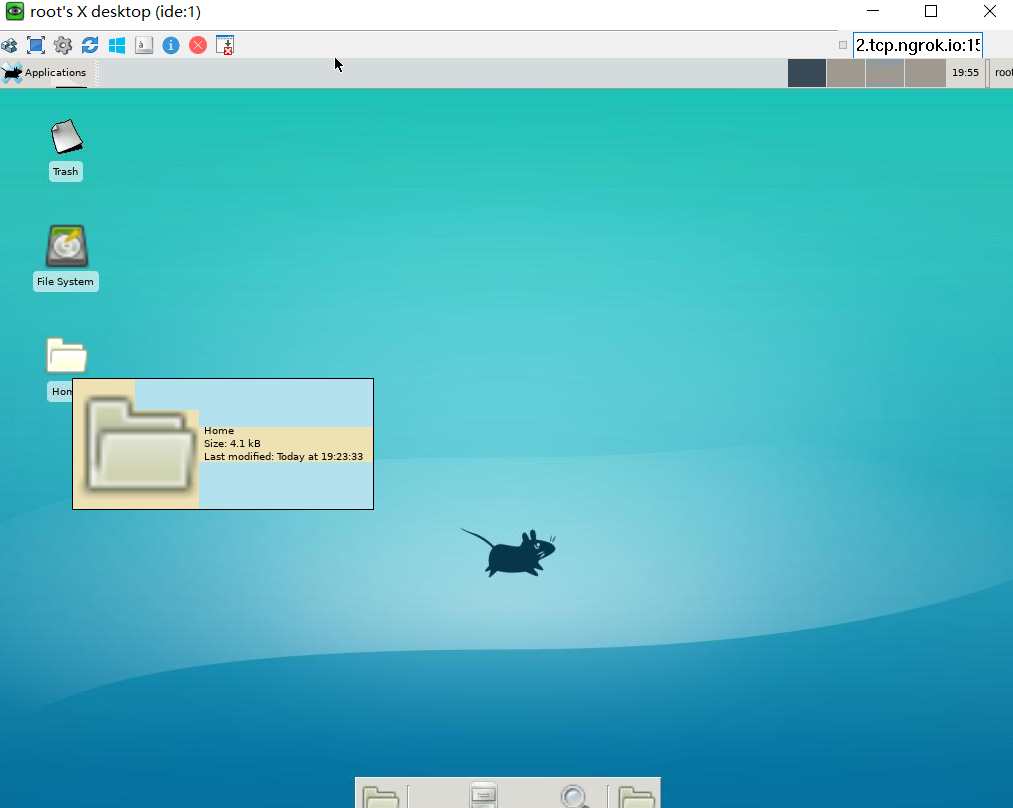 root's X desktop (ide:1)
2.tcp.ngrok.io:15
Applications
19:55
root
Trash
File System
Hom
Home
Size: 4.1 kB
Last modified: Today at 19:23:33